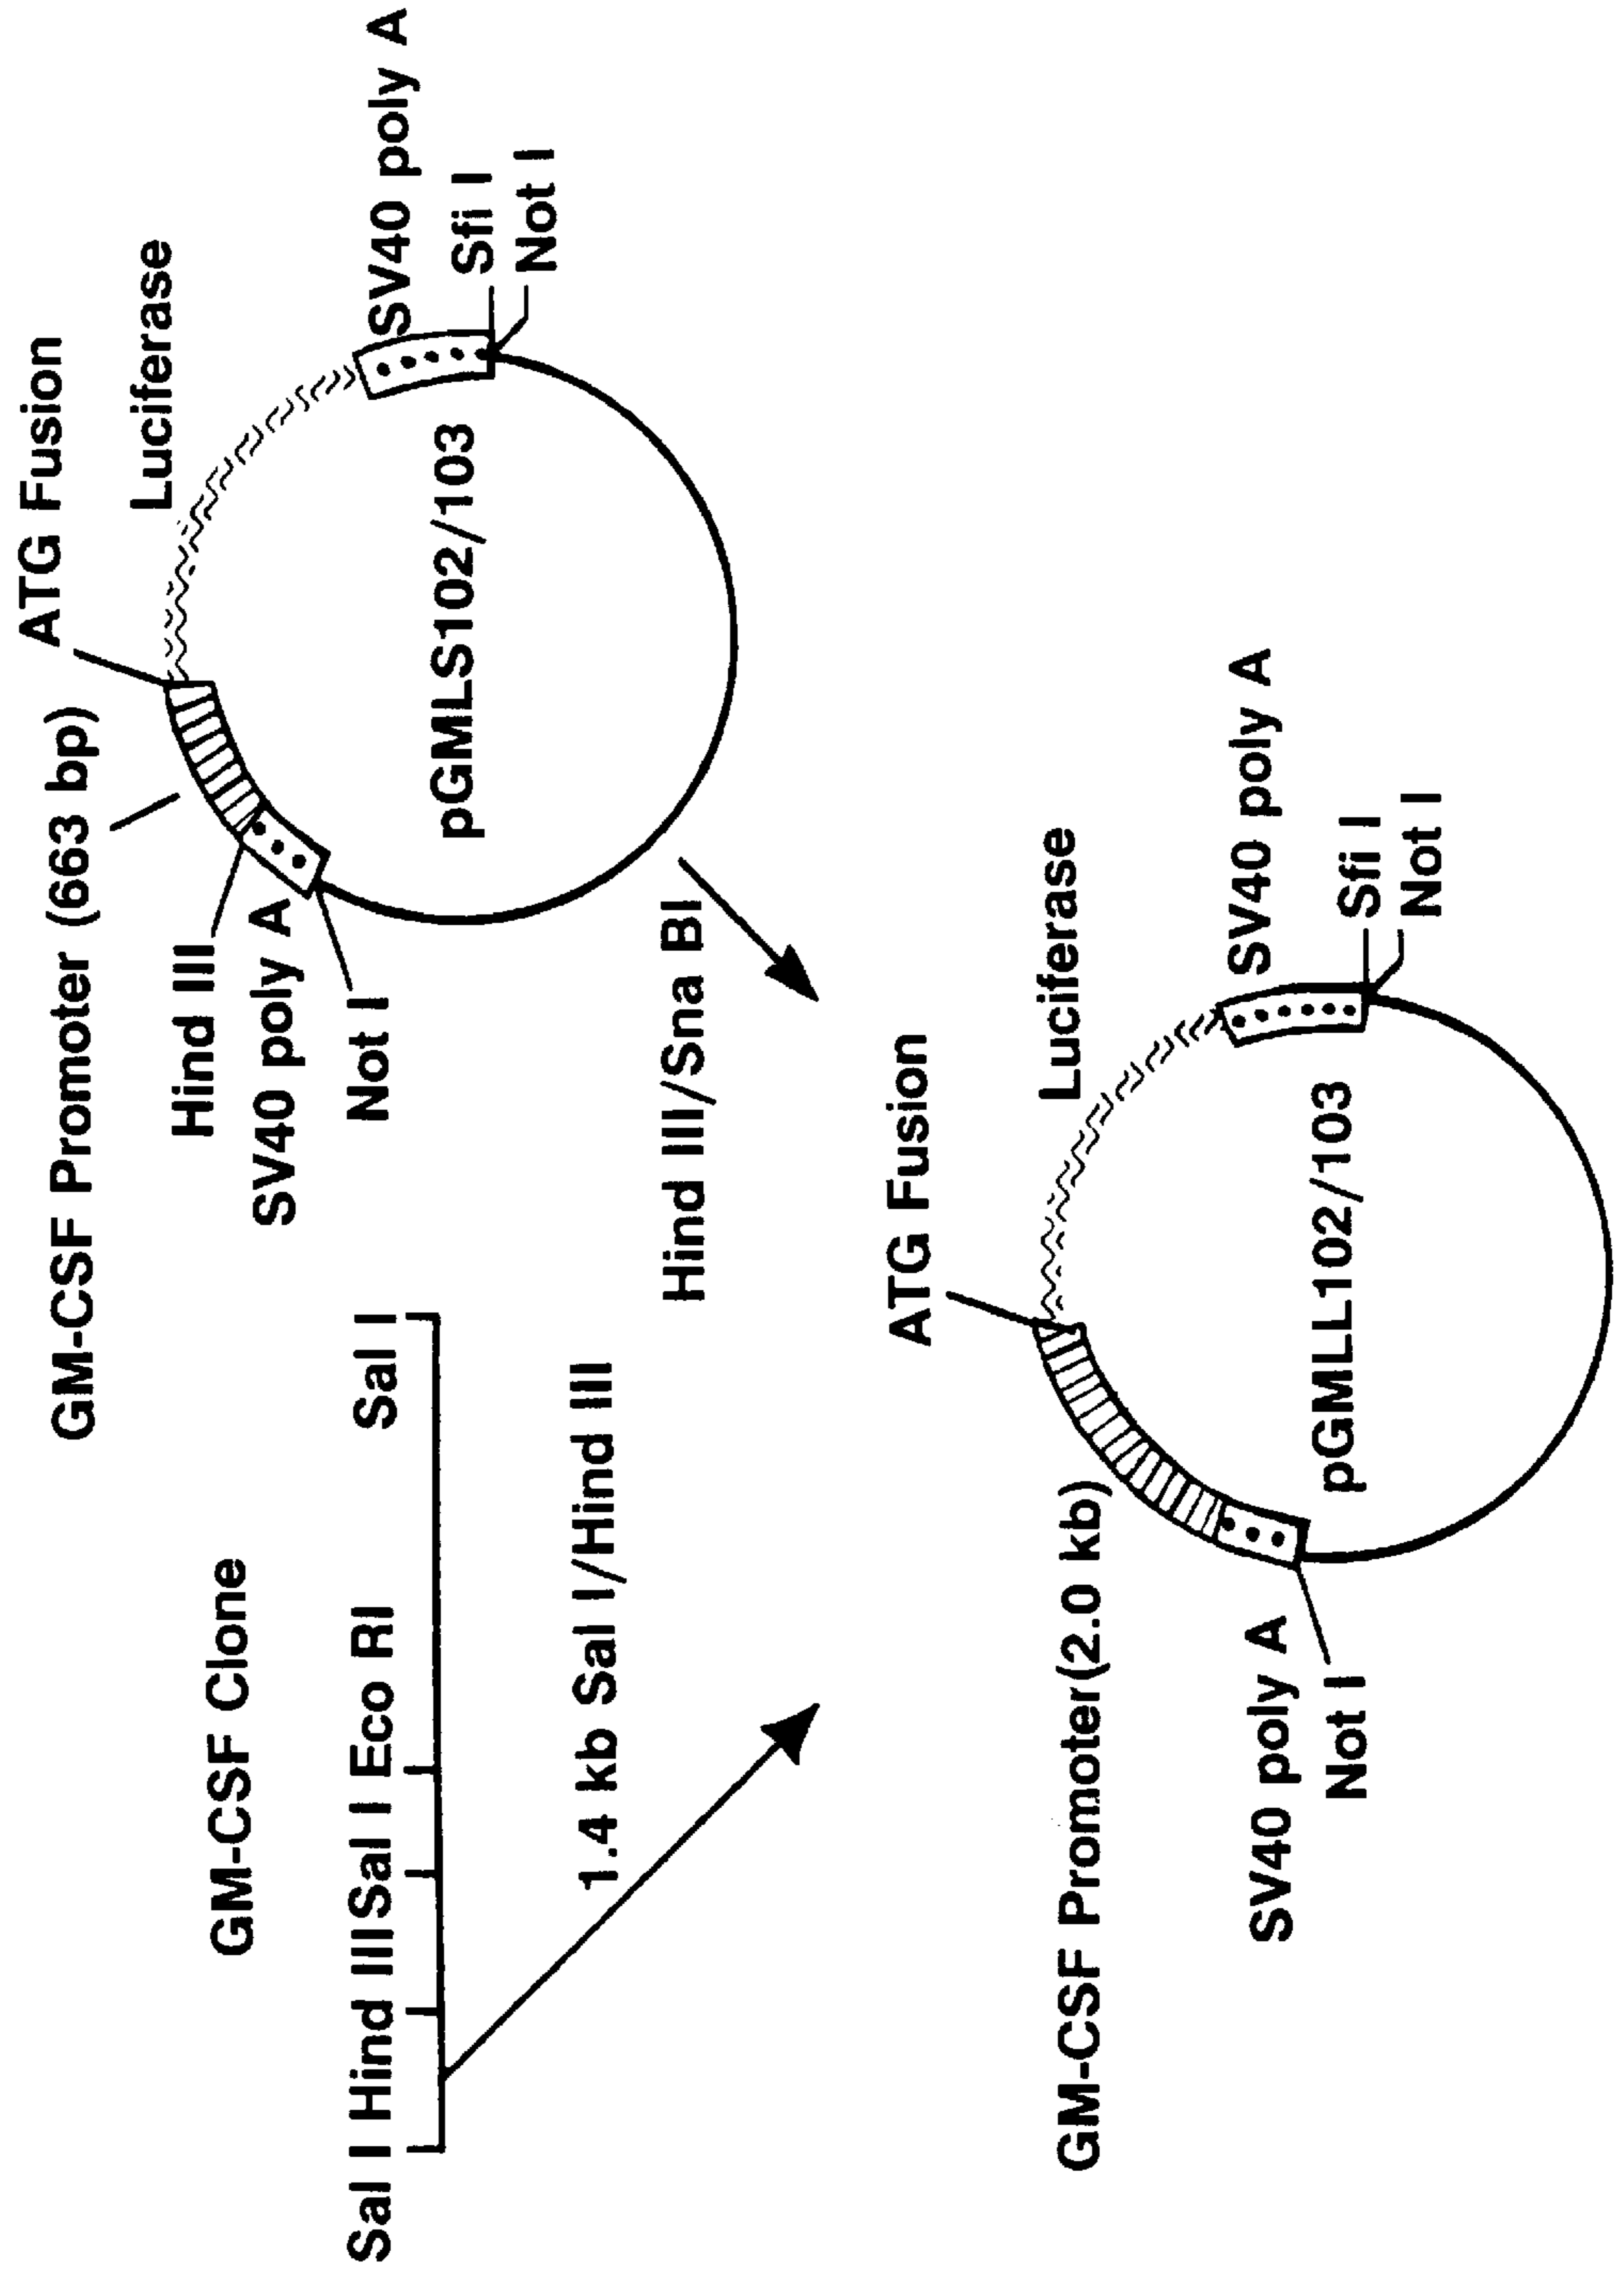 GM-CSF Clone
Sal I Hind III Sal I Eco RI Sal I
1.4 kb Sal I/Hind III
GM-CSF Promoter (663 bp)
ATG Fusion
Luciferase
Hind III
SV40 poly A
Not I
pGMLS102/103
SV40 poly A
Sfi I
Not I
Hind III/Sna BI
GM-CSF Promoter(2.0 kb)
ATG Fusion
Luciferase
SV40 poly A
Not I
pGMLL102/103
SV40 poly A
Sfi I
Not I